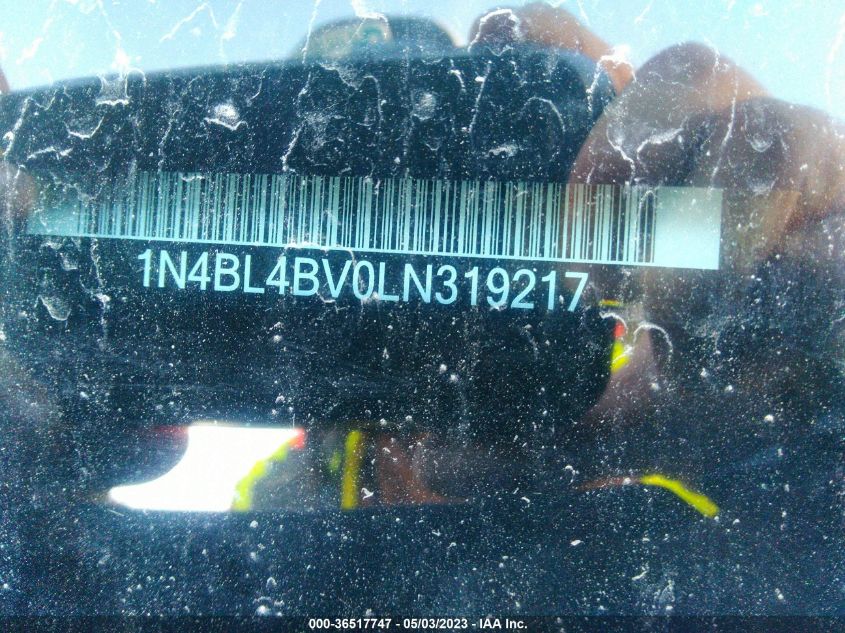 1N4BL4BV0LN319217
000-36517747 - 05/03/2023 - IAA Inc.